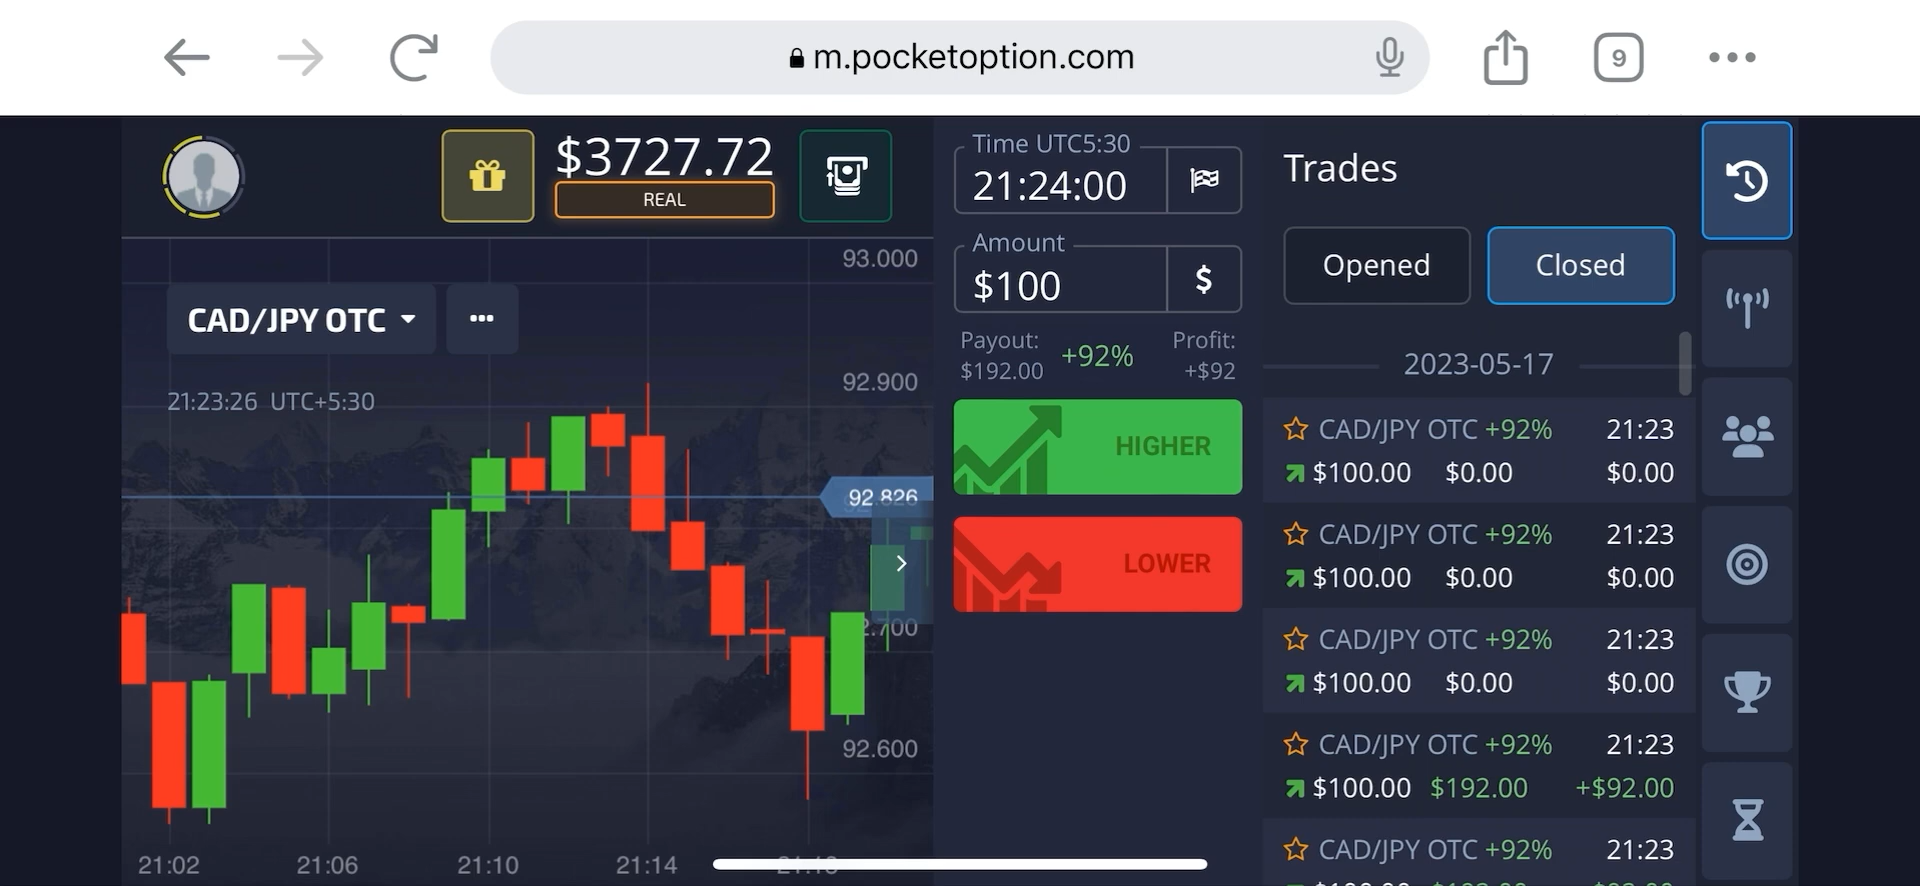 m.pocketoption.com
9
$3727.72
REAL
93.000
CAD/JPY OTC
92.900
21:23:26 UTC+5:30
92.826
92.600
21:02
21:06
21:10
21:14
Time UTC5:30
21:24:00
Amount
$100
$
Payout:
$192.00
+92%
Profit:
+$92
HIGHER
LOWER
Trades
Opened
Closed
2023-05-17
CAD/JPY OTC +92% 21:23
$100.00 $0.00 $0.00
CAD/JPY OTC +92% 21:23
$100.00 $0.00 $0.00
CAD/JPY OTC +92% 21:23
$100.00 $0.00 $0.00
CAD/JPY OTC +92% 21:23
$100.00 $192.00 +$92.00
CAD/JPY OTC +92% 21:23